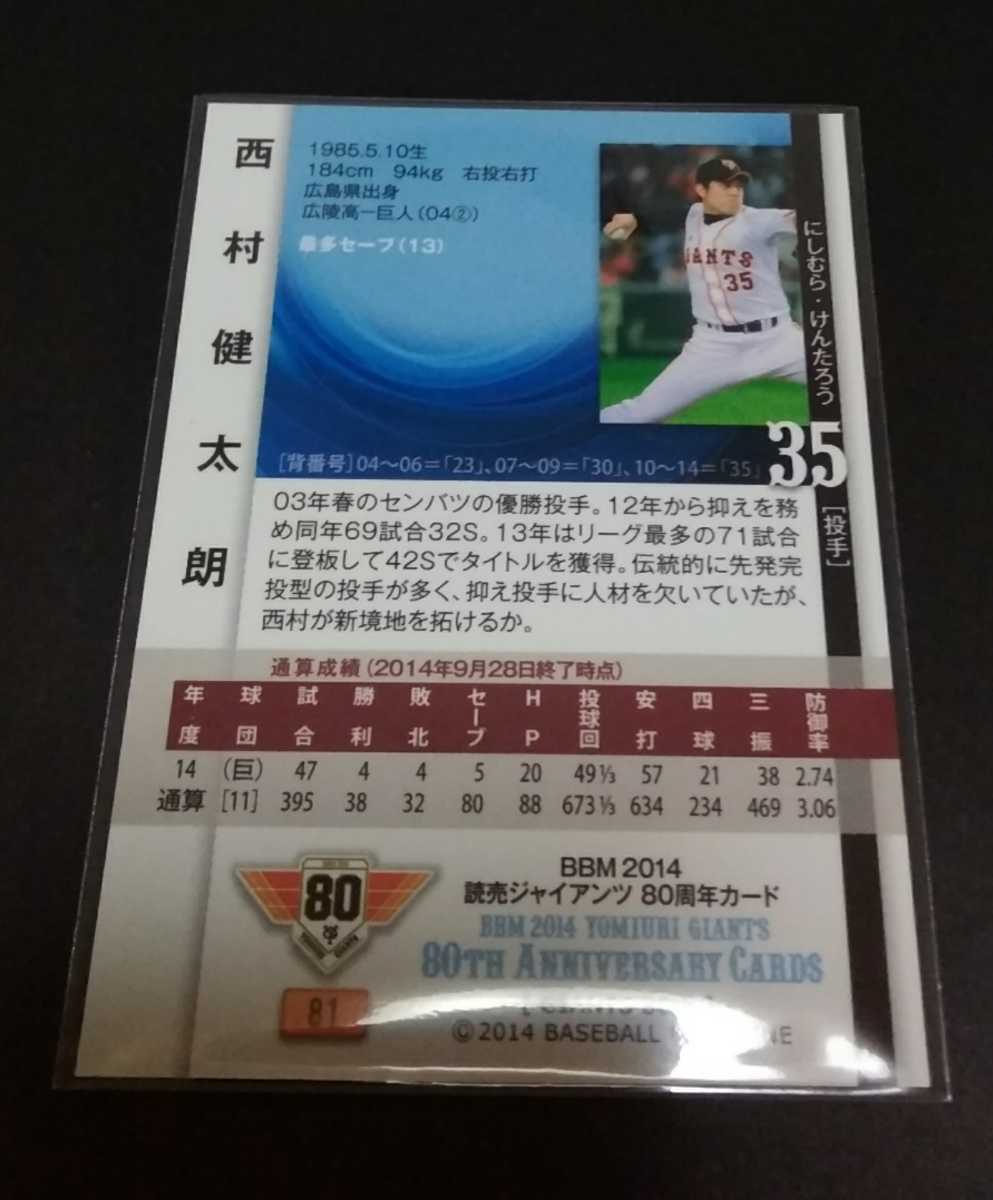 西村健太朗
1985.5.10生
184cm 94kg 右投右打
広島県出身
広陵高－巨人(04②)
最多セーブ(13)
GIANTS
35
にしむら・けんたろう
35
[投手]
[背番号]04～06=「23」、07～09=「30」、10～14=「35」
03年春のセンバツの優勝投手。12年から抑えを務
め同年69試合32S。13年はリーグ最多の71試合
に登板して42Sでタイトルを獲得。伝統的に先発完
投型の投手が多く、抑え投手に人材を欠いていたが、
西村が新境地を拓けるか。
通算成績(2014年9月28日終了時点)
年度 球団 試合 勝利 敗北 セーブ HP 投球回 安打 四球 三振 防御率
14 (巨) 47 4 4 5 20 49⅓ 57 21 38 2.74
通算 [11] 395 38 32 80 88 673⅓ 634 234 469 3.06
80
81
BBM 2014
読売ジャイアンツ 80周年カード
BBM 2014 YOMIURI GIANTS
80TH ANNIVERSARY CARDS
© 2014 BASEBALL